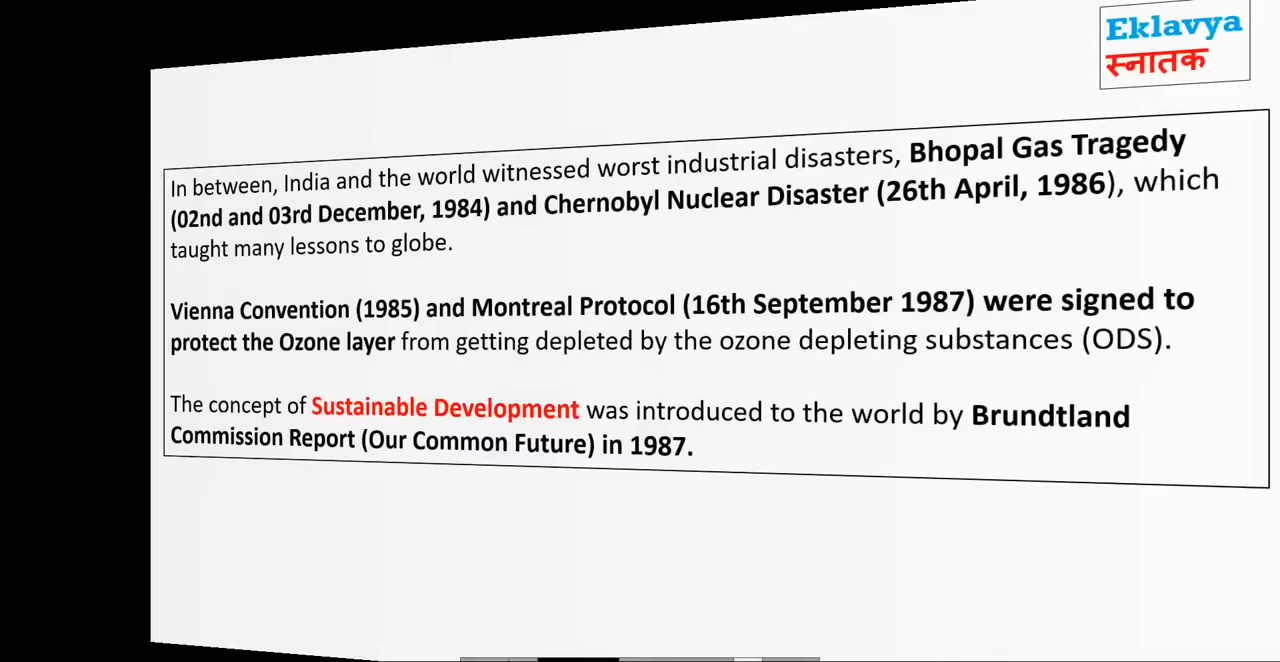 Eklavya
स्नातक
In between, India and the world witnessed worst industrial disasters, Bhopal Gas Tragedy
(02nd and 03rd December, 1984) and Chernobyl Nuclear Disaster (26th April, 1986), which
taught many lessons to globe.
Vienna Convention (1985) and Montreal Protocol (16th September 1987) were signed to
protect the Ozone layer from getting depleted by the ozone depleting substances (ODS).
The concept of Sustainable Development was introduced to the world by Brundtland
Commission Report (Our Common Future) in 1987.